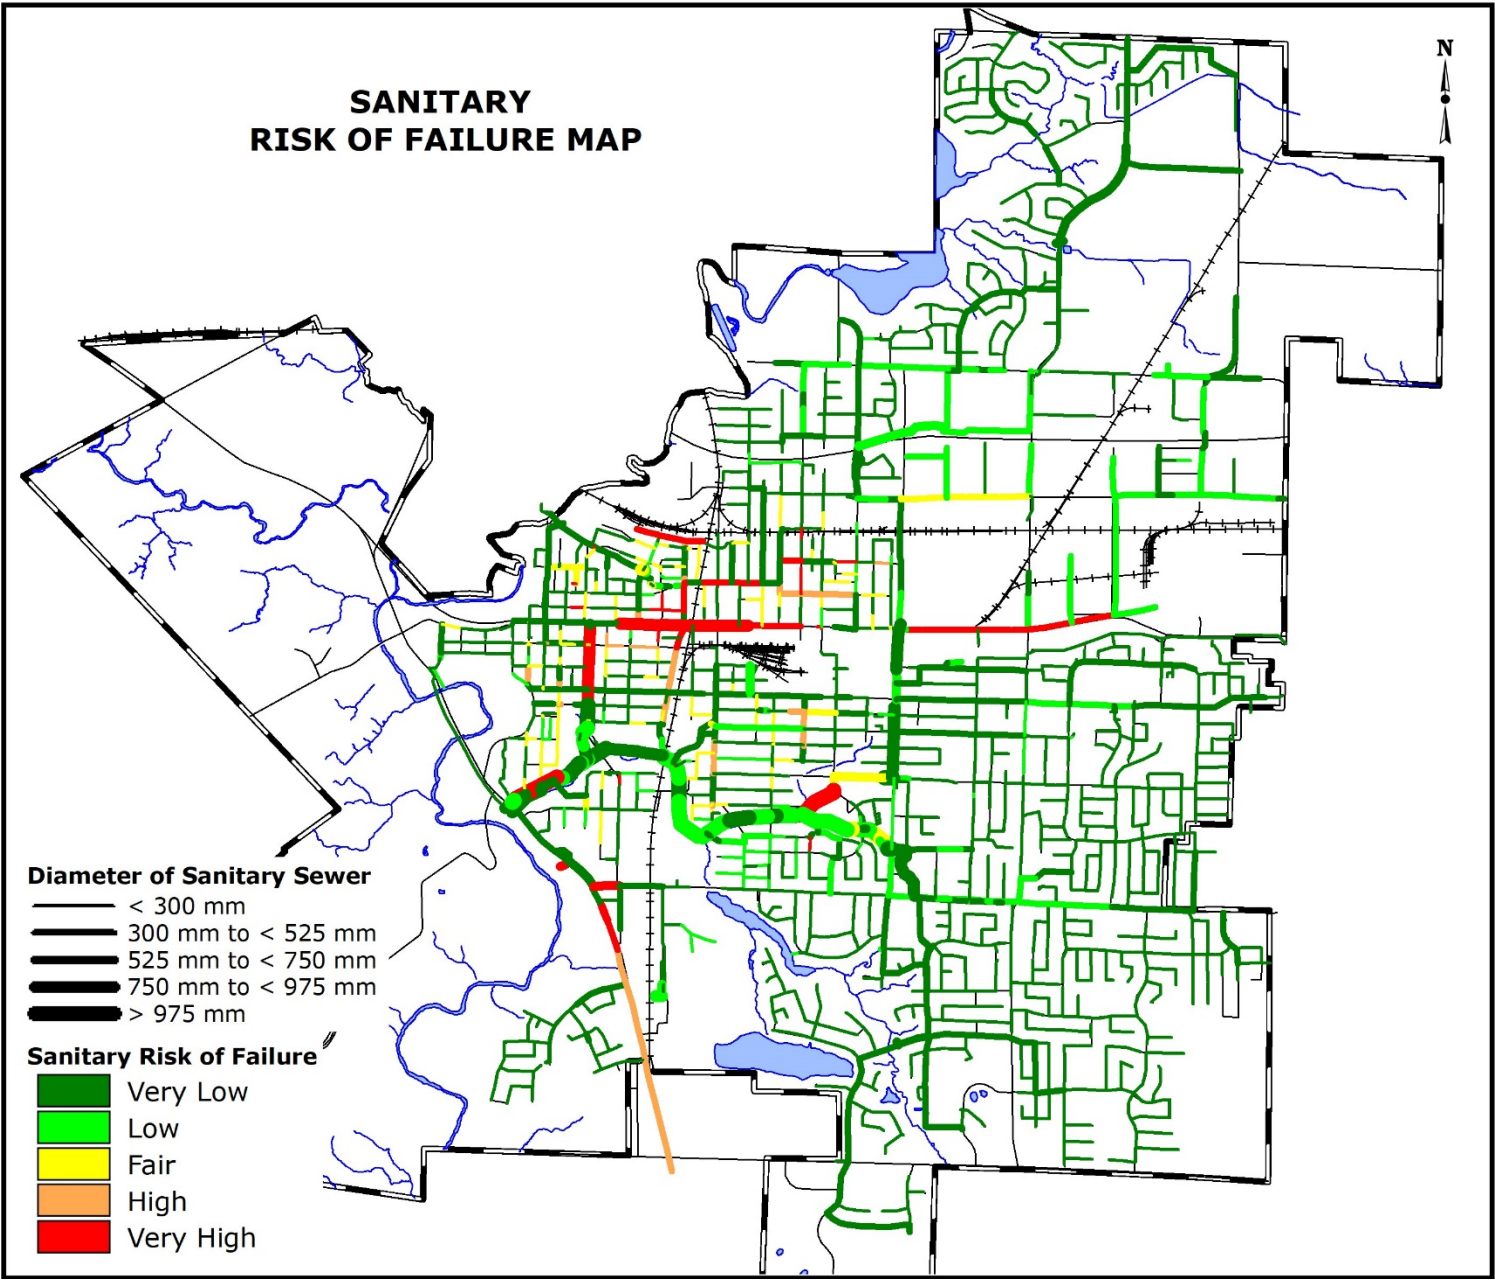 SANITARY
RISK OF FAILURE MAP
N
Diameter of Sanitary Sewer
< 300 mm
300 mm to < 525 mm
525 mm to < 750 mm
750 mm to < 975 mm
> 975 mm
Sanitary Risk of Failure
Very Low
Low
Fair
High
Very High